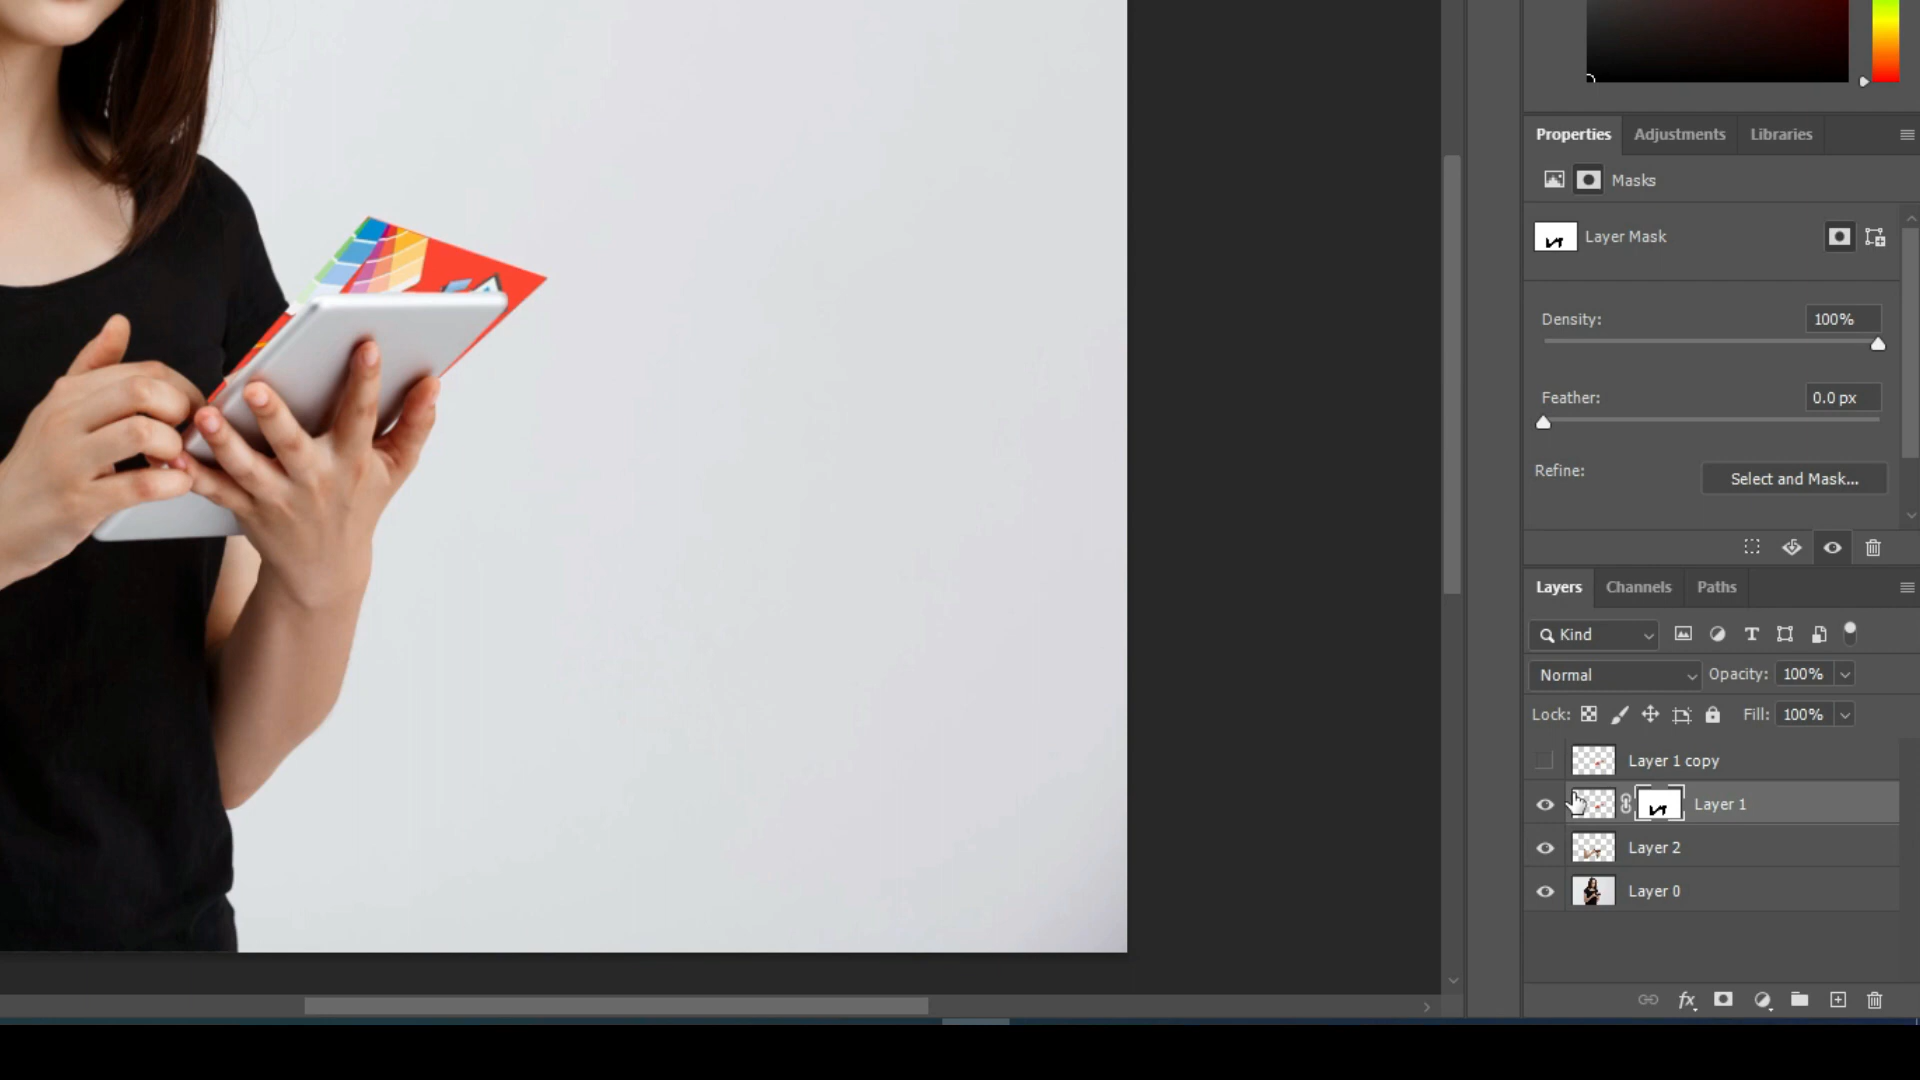 Properties Adjustments Libraries
Masks
Layer Mask
Density: 100%
Feather: 0.0 px
Refine: Select and Mask...
Layers Channels Paths
Kind
Normal Opacity: 100%
Lock: Fill: 100%
Layer 1 copy
Layer 1
Layer 2
Layer 0
fx